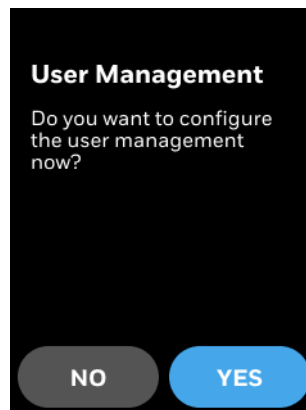 User Management
Do you want to configure
the user management
now?
NO
YES